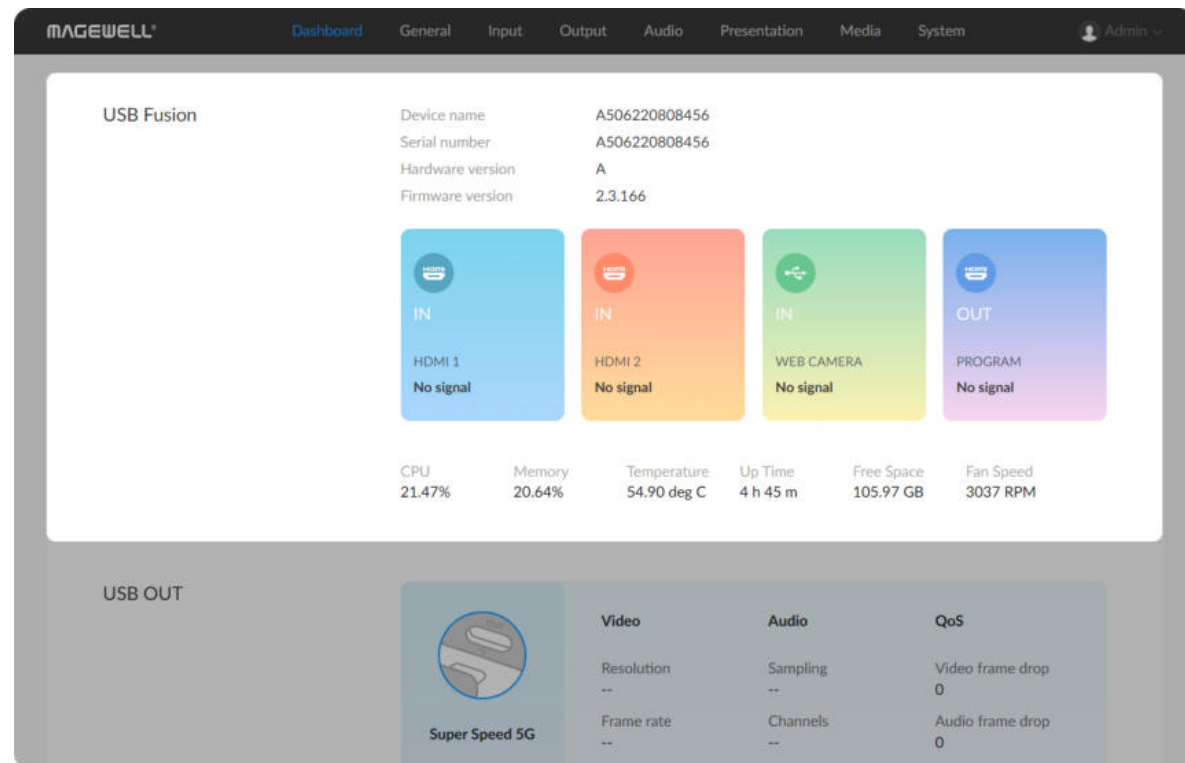 MAGEWELL®
Dashboard General Input Output Audio Presentation Media System Admin
USB Fusion
Device name A506220808456
Serial number A506220808456
Hardware version A
Firmware version 2.3.166
HDMI HDMI HDMI
IN IN IN OUT
HDMI 1 HDMI 2 WEB CAMERA PROGRAM
No signal No signal No signal No signal
CPU Memory Temperature Up Time Free Space Fan Speed
21.47% 20.64% 54.90 deg C 4 h 45 m 105.97 GB 3037 RPM
USB OUT
Video Audio QoS
Resolution Sampling Video frame drop
-- -- 0
Super Speed 5G
Frame rate Channels Audio frame drop
-- -- 0